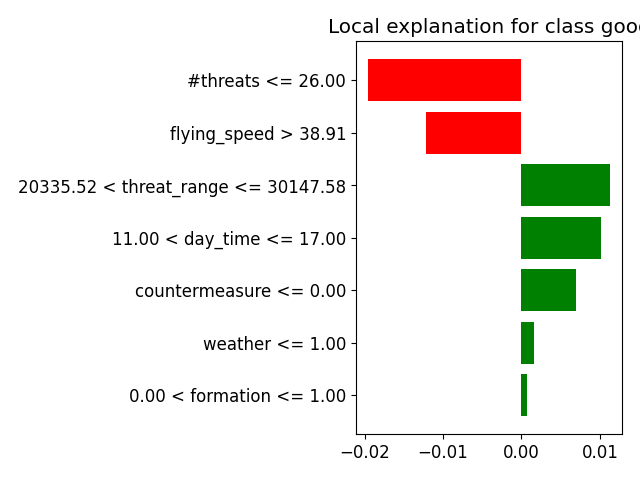 Local explanation for class goo
#threats <= 26.00
flying_speed > 38.91
20335.52 < threat_range <= 30147.58
11.00 < day_time <= 17.00
countermeasure <= 0.00
weather <= 1.00
0.00 < formation <= 1.00
−0.02 −0.01 0.00 0.01